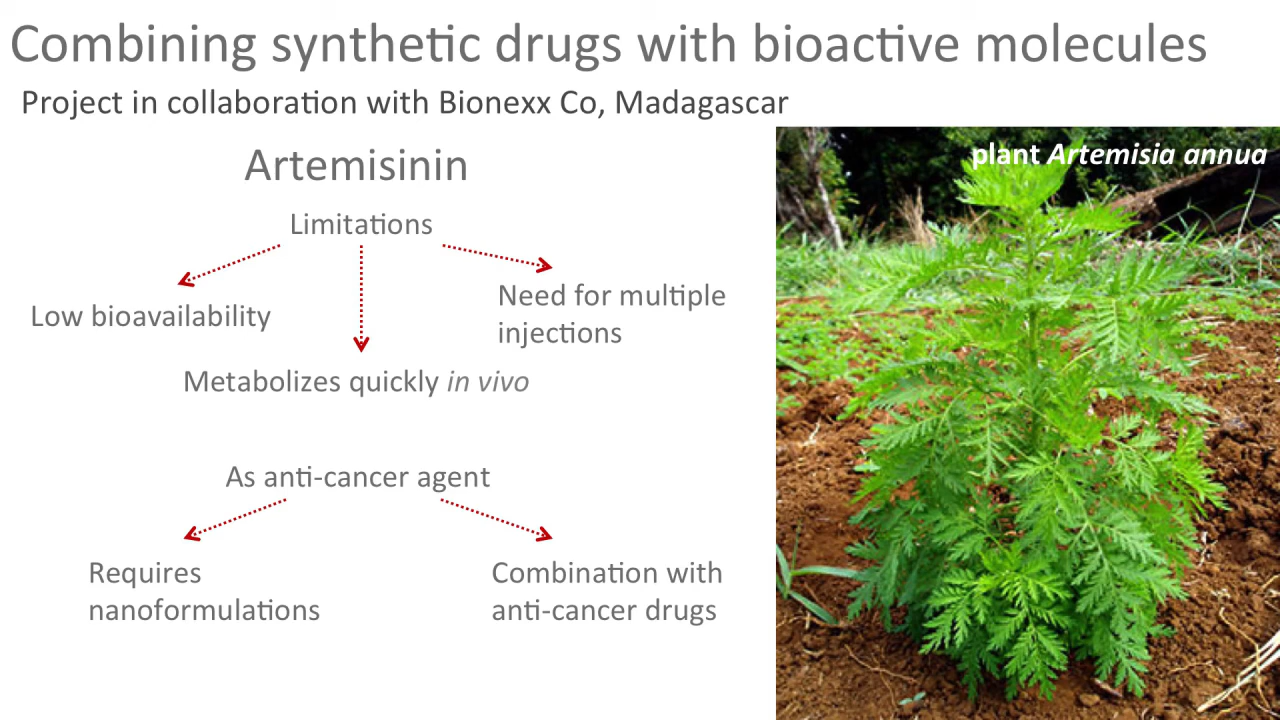 Combining synthetic drugs with bioactive molecules
Project in collaboration with Bionexx Co, Madagascar
plant Artemisia annua
Artemisinin
Limitations
Low bioavailability
Need for multiple
injections
Metabolizes quickly in vivo
As anti-cancer agent
Requires
nanoformulations
Combination with
anti-cancer drugs